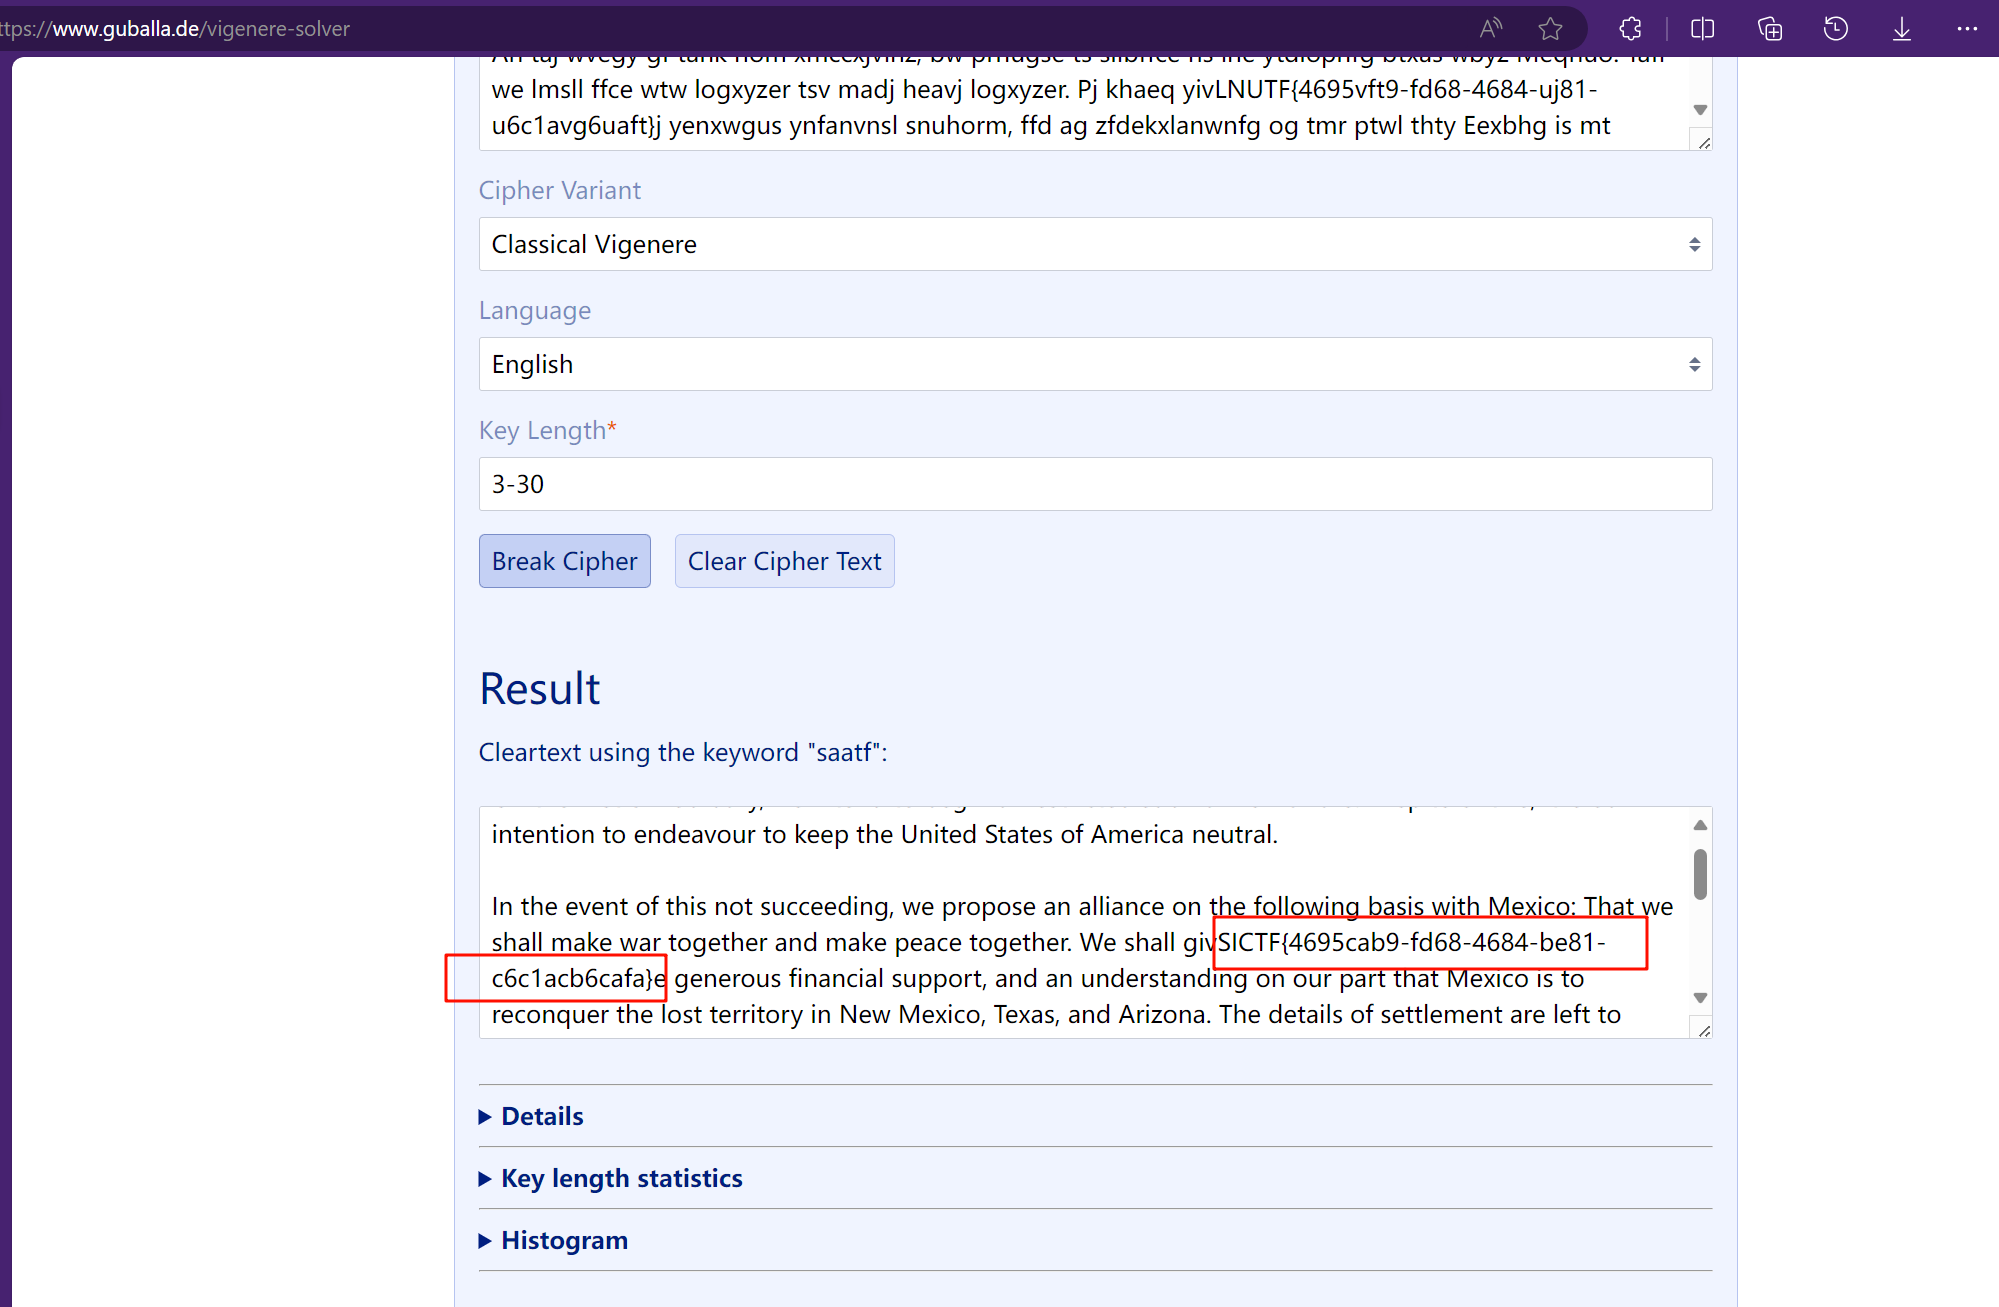 ttps://www.guballa.de/vigenere-solver
we lmsll ffce wtw logxyzer tsv madj heavj logxyzer. Pj khaeq yivLNUTF{4695vft9-fd68-4684-uj81-
u6c1avg6uaft}j yenxwgus ynfanvnsl snuhorm, ffd ag zfdekxlanwnfg og tmr ptwl thty Eexbhg is mt
Cipher Variant
Classical Vigenere
Language
English
Key Length*
3-30
Break Cipher Clear Cipher Text
Result
Cleartext using the keyword "saatf":
intention to endeavour to keep the United States of America neutral.
In the event of this not succeeding, we propose an alliance on the following basis with Mexico: That we
shall make war together and make peace together. We shall givSICTF{4695cab9-fd68-4684-be81-
c6c1acb6cafa}e generous financial support, and an understanding on our part that Mexico is to
reconquer the lost territory in New Mexico, Texas, and Arizona. The details of settlement are left to
Details
Key length statistics
Histogram